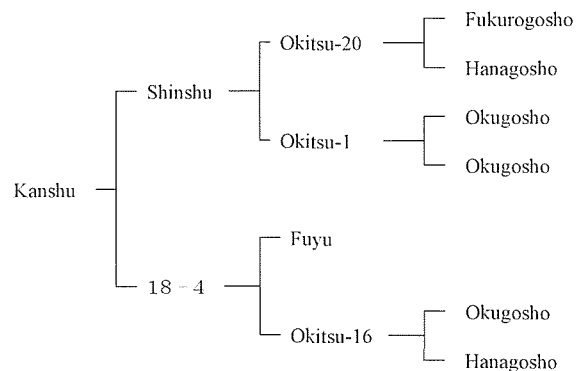 Fukurogosho
Okitsu-20
Hanagosho
Shinshu
Okugosho
Okitsu-1
Okugosho
Kanshu
Fuyu
18-4
Okugosho
Okitsu-16
Hanagosho